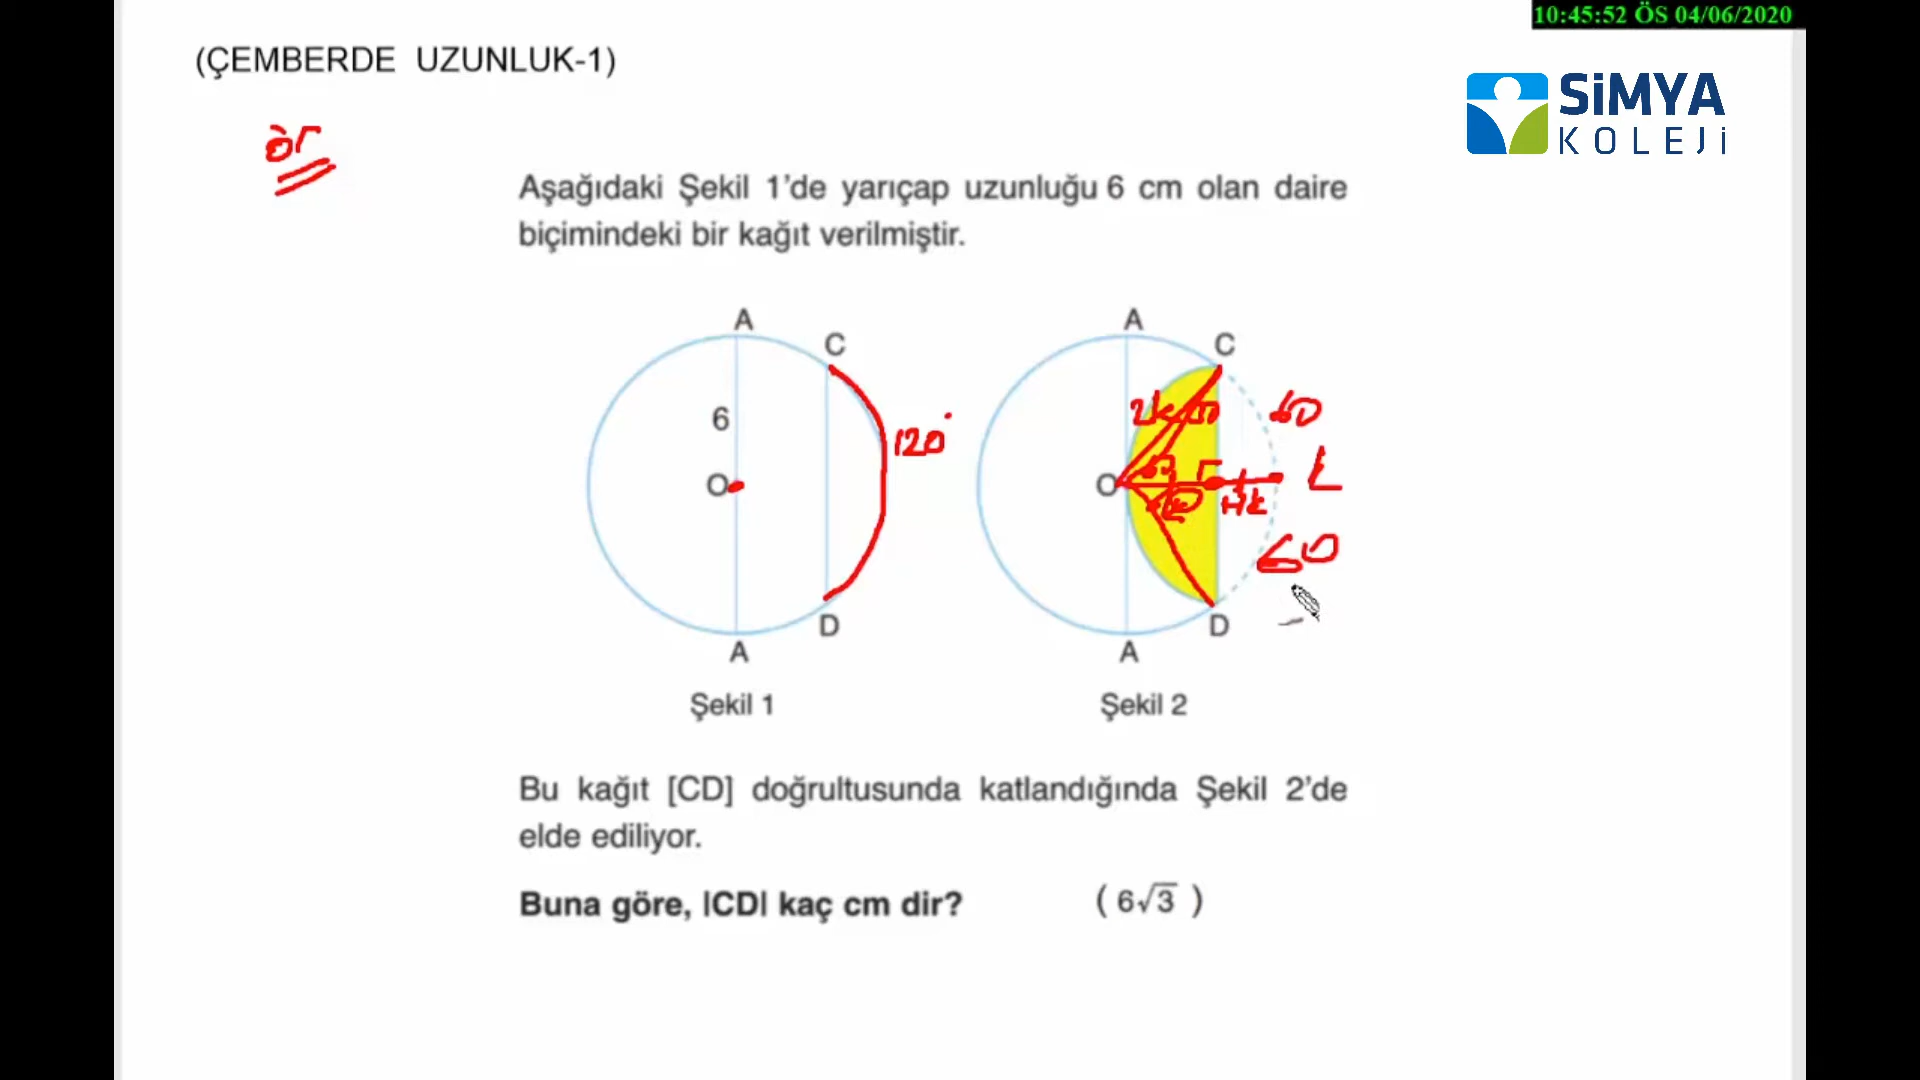 10:45:52 ÖS 04/06/2020
(ÇEMBERDE UZUNLUK-1)
SiMYA
KOLEJi
ör
Aşağıdaki Şekil 1'de yarıçap uzunluğu 6 cm olan daire
biçimindeki bir kağıt verilmiştir.
A
C
6
120°
O
D
A
Şekil 1
A
C
2k
60
O
k
60
D
A
Şekil 2
Bu kağıt [CD] doğrultusunda katlandığında Şekil 2'de
elde ediliyor.
Buna göre, |CD| kaç cm dir? ( 6√3 )